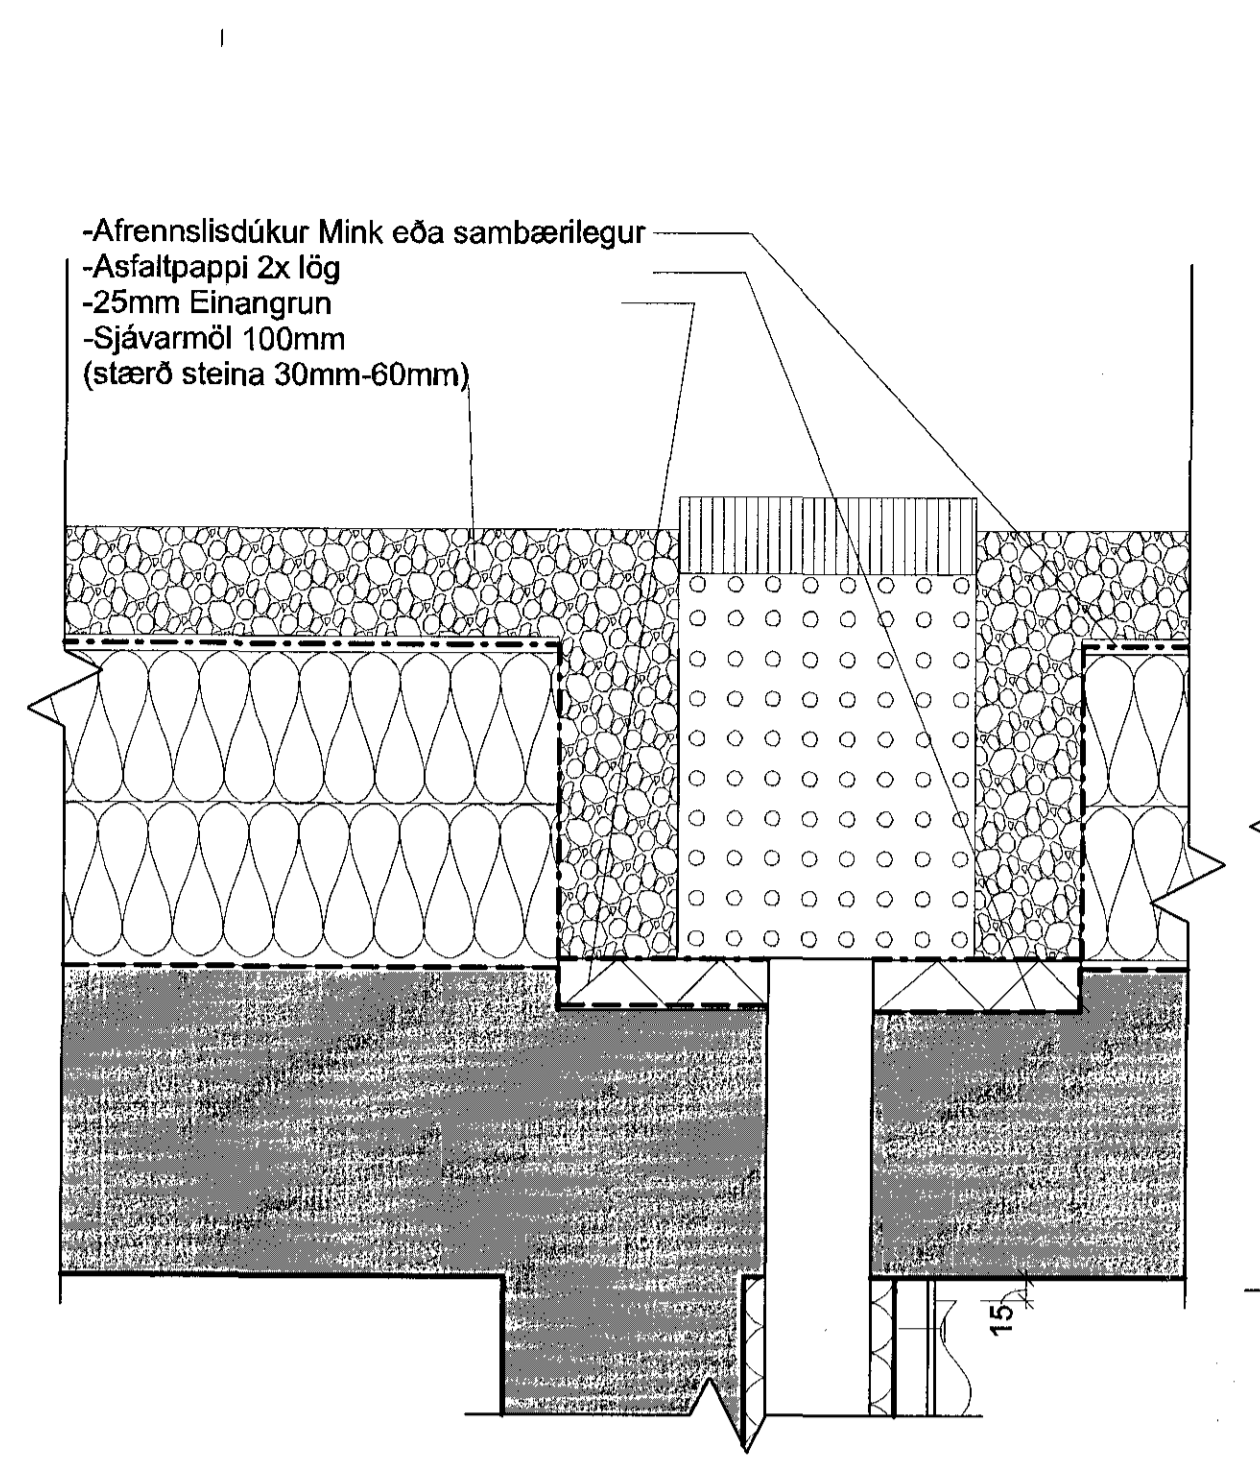 -Afrennslisdúkur Mink eða sambærilegur
-Asfaltpappi 2x lög
-25mm Einangrun
-Sjávarmöl 100mm
(stærð steina 30mm-60mm)
15